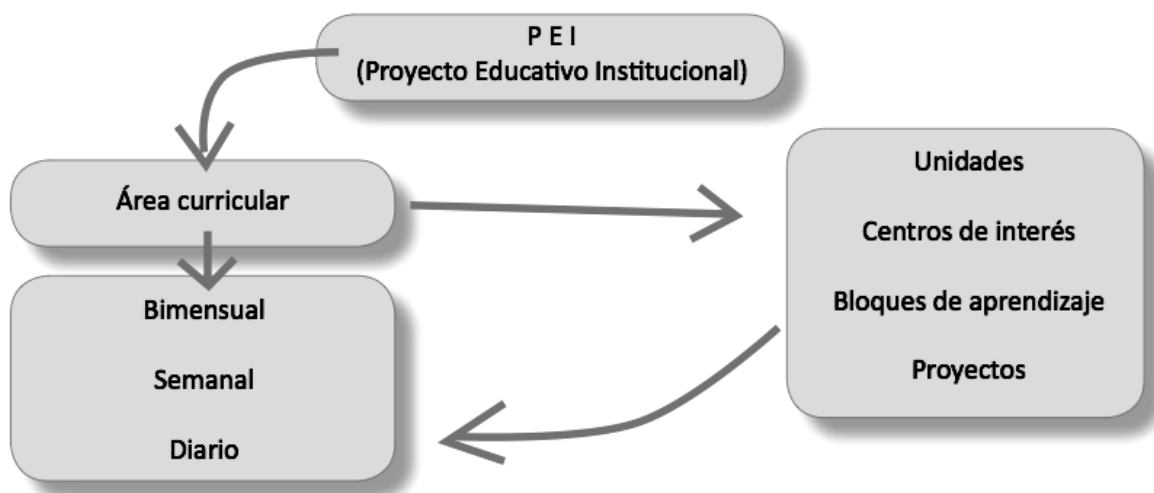 P E I
(Proyecto Educativo Institucional)
Área curricular
Bimensual
Semanal
Diario
Unidades
Centros de interés
Bloques de aprendizaje
Proyectos